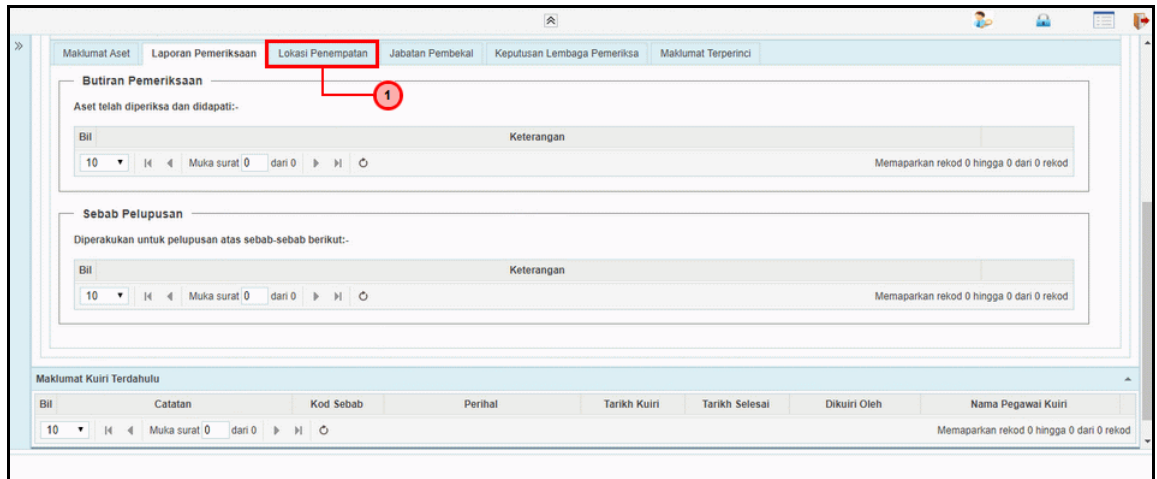 Maklumat Aset Laporan Pemeriksaan Lokasi Penempatan Jabatan Pembekal Keputusan Lembaga Pemeriksa Maklumat Terperinci
Butiran Pemeriksaan
1
Aset telah diperiksa dan didapati:-
Bil Keterangan
10 Muka surat 0 dari 0 Memaparkan rekod 0 hingga 0 dari 0 rekod
Sebab Pelupusan
Diperakukan untuk pelupusan atas sebab-sebab berikut:-
Bil Keterangan
10 Muka surat 0 dari 0 Memaparkan rekod 0 hingga 0 dari 0 rekod
Maklumat Kuiri Terdahulu
Bil Catatan Kod Sebab Perihal Tarikh Kuiri Tarikh Selesai Dikuiri Oleh Nama Pegawai Kuiri
10 Muka surat 0 dari 0 Memaparkan rekod 0 hingga 0 dari 0 rekod